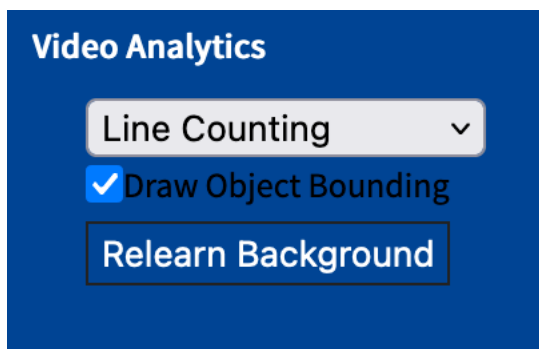 Video Analytics
Line Counting
Draw Object Bounding
Relearn Background